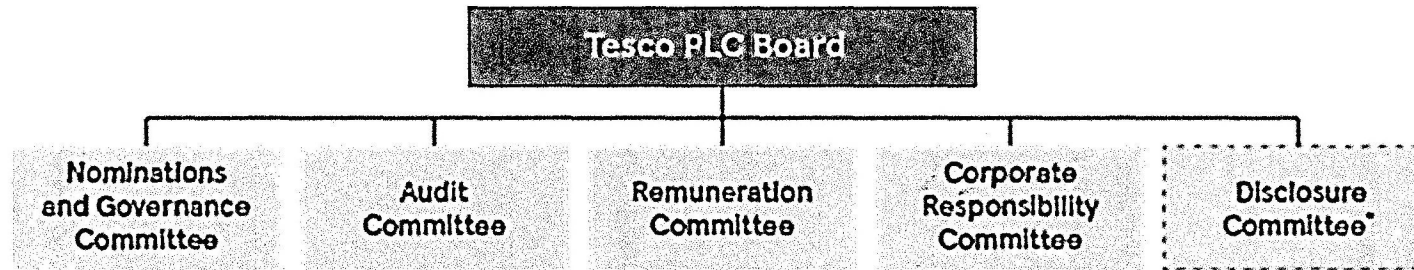 Tesco PLC Board
Nominations
and Governance
Committee
Audit
Committee
Remuneration
Committee
Corporate
Responsibility
Committee
Disclosure
Committee*